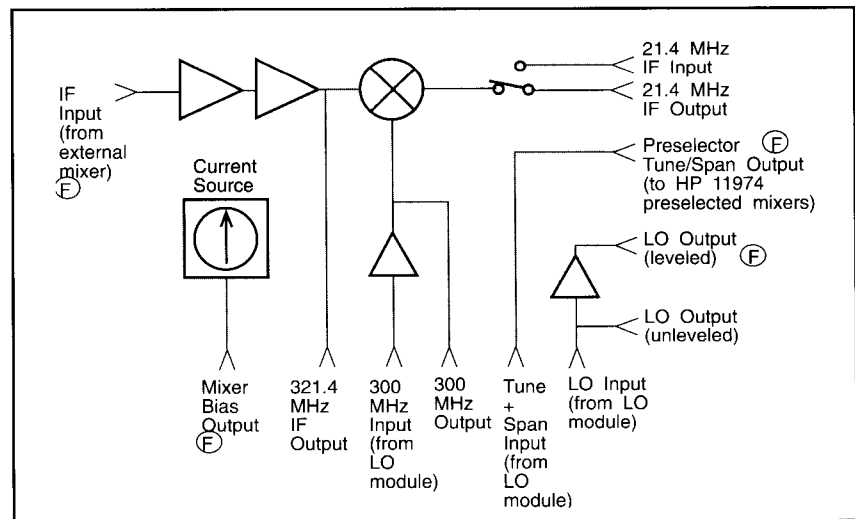 21.4 MHz
IF Input
21.4 MHz
IF Output
IF
Input
(from
external
mixer)
F
Current
Source
Preselector F
Tune/Span Output
(to HP 11974
preselected mixers)
LO Output
(leveled) F
LO Output
(unleveled)
Mixer
Bias
Output
F
321.4
MHz
IF
Output
300
MHz
Input
(from
LO
module)
300
MHz
Output
Tune
+
Span
Input
(from
LO
module)
LO Input
(from LO
module)